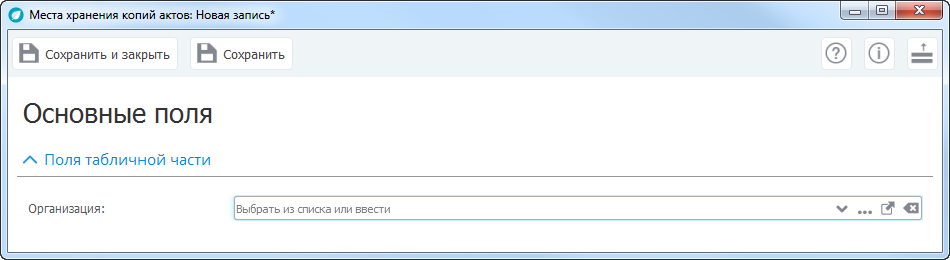 Места хранения копий актов: Новая запись*
Сохранить и закрыть Сохранить
Основные поля
Поля табличной части
Организация: Выбрать из списка или ввести